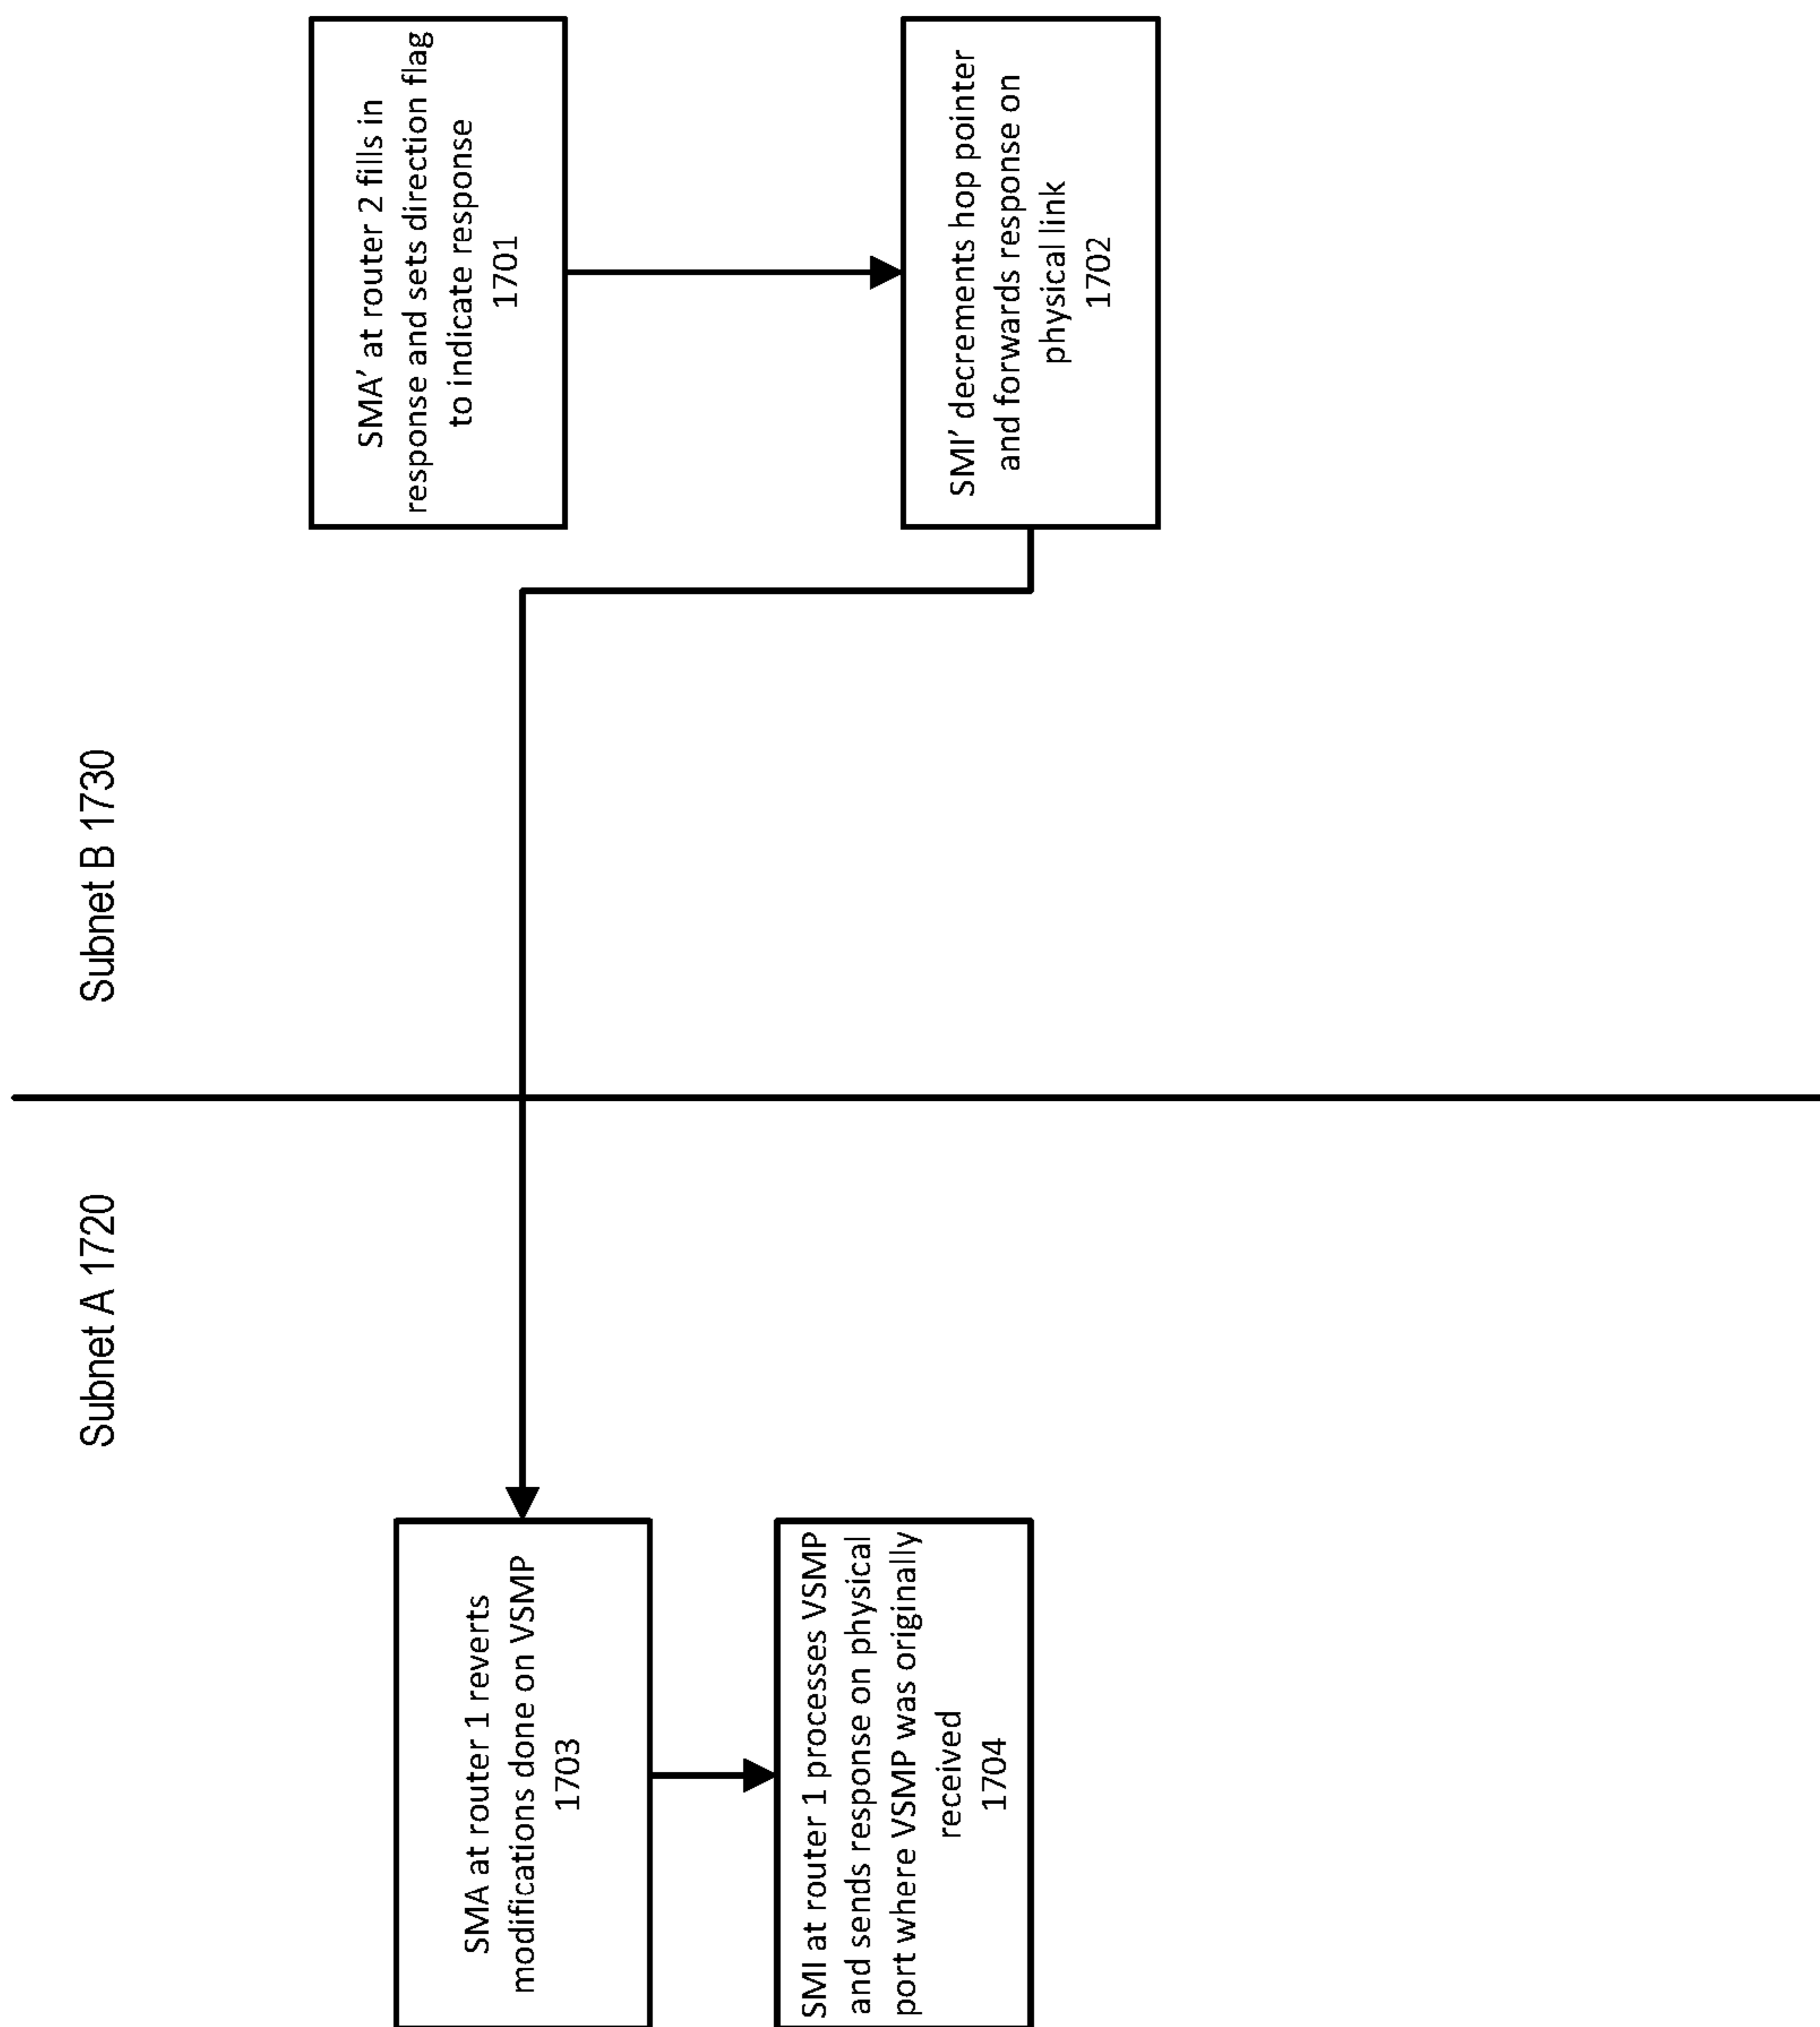 Subnet A 1720
Subnet B 1730
SMA' at router 2 fills in
response and sets direction flag
to indicate response
1701
SMI' decrements hop pointer
and forwards response on
physical link
1702
SMA at router 1 reverts
modifications done on VSMP
1703
SMI at router 1 processes VSMP
and sends response on physical
port where VSMP was originally
received
1704